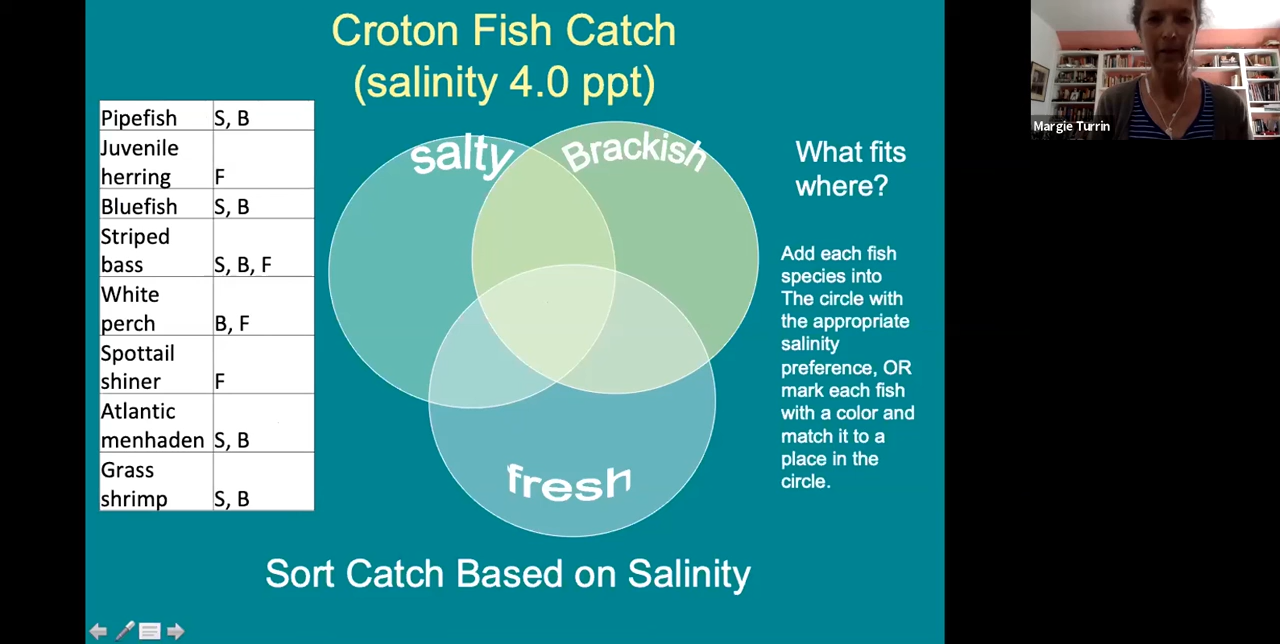 Croton Fish Catch
(salinity 4.0 ppt)
Pipefish S, B
Juvenile
herring F
Bluefish S, B
Striped
bass S, B, F
White
perch B, F
Spottail
shiner F
Atlantic
menhaden S, B
Grass
shrimp S, B
salty
Brackish
fresh
What fits
where?
Add each fish
species into
The circle with
the appropriate
salinity
preference, OR
mark each fish
with a color and
match it to a
place in the
circle.
Sort Catch Based on Salinity
Margie Turrin